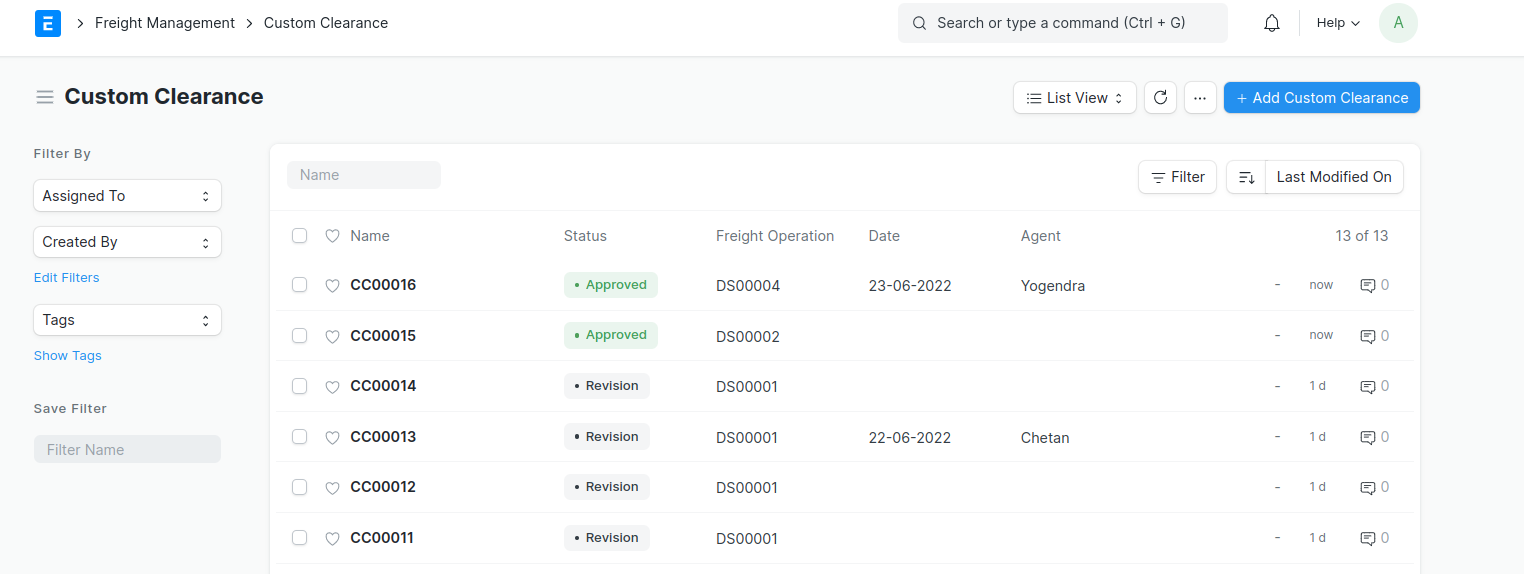 E Freight Management Custom Clearance Search or type a command (Ctrl + G) Help A
Custom Clearance List View ... + Add Custom Clearance
Filter By
Assigned To
Created By
Edit Filters
Tags
Show Tags
Save Filter
Filter Name
Name Filter Last Modified On
Name Status Freight Operation Date Agent 13 of 13
CC00016 Approved DS00004 23-06-2022 Yogendra - now 0
CC00015 Approved DS00002 - now 0
CC00014 Revision DS00001 - 1 d 0
CC00013 Revision DS00001 22-06-2022 Chetan - 1 d 0
CC00012 Revision DS00001 - 1 d 0
CC00011 Revision DS00001 - 1 d 0